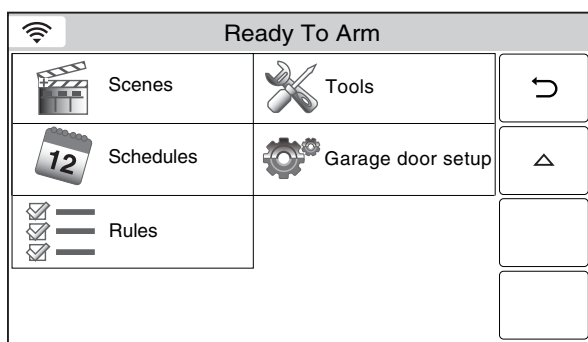 Ready To Arm
Scenes
Tools
12
Schedules
Garage door setup
Rules